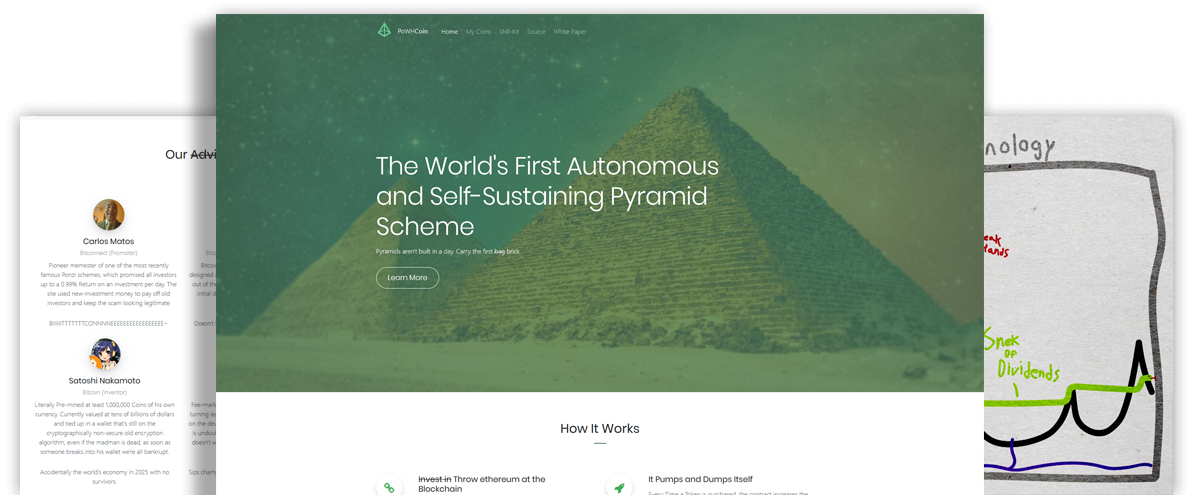 PoWHCoin Home My Coins Shill-Kit Source White Paper
The World's First Autonomous
and Self-Sustaining Pyramid
Scheme
Pyramids aren't built in a day. Carry the first bag brick.
Learn More
How It Works
Invest in Throw ethereum at the
Blockchain
It Pumps and Dumps Itself
Every Time a Token is purchased, the contract increases the
Our Advi
Carlos Matos
Bitconnect (Promoter)
Pioneer memester of one of the most recently
famous Ponzi schemes, which promised all investors
up to a 0.99% Return on an investment per day. The
site used new-investment money to pay off old
investors and keep the scam looking legitimate
Satoshi Nakamoto
Bitcoin (Inventor)
Literally Pre-mined at least 1,000,000 Coins of his own
currency. Currently valued at tens of billions of dollars
and tied up in a wallet that's still on the
cryptographically non-secure old encryption
algorithm, even if the madman is dead, as soon as
someone breaks into his wallet we're all bankrupt.
Accidentally the world's economy in 2025 with no
survivors.
Bitcoi
designed
out of the
initial d
Doesn't
Fee-mar
turning le
on the de
is undou
doesn't w
Sips cham
nology
eak
ands
Snek
of
Dividends